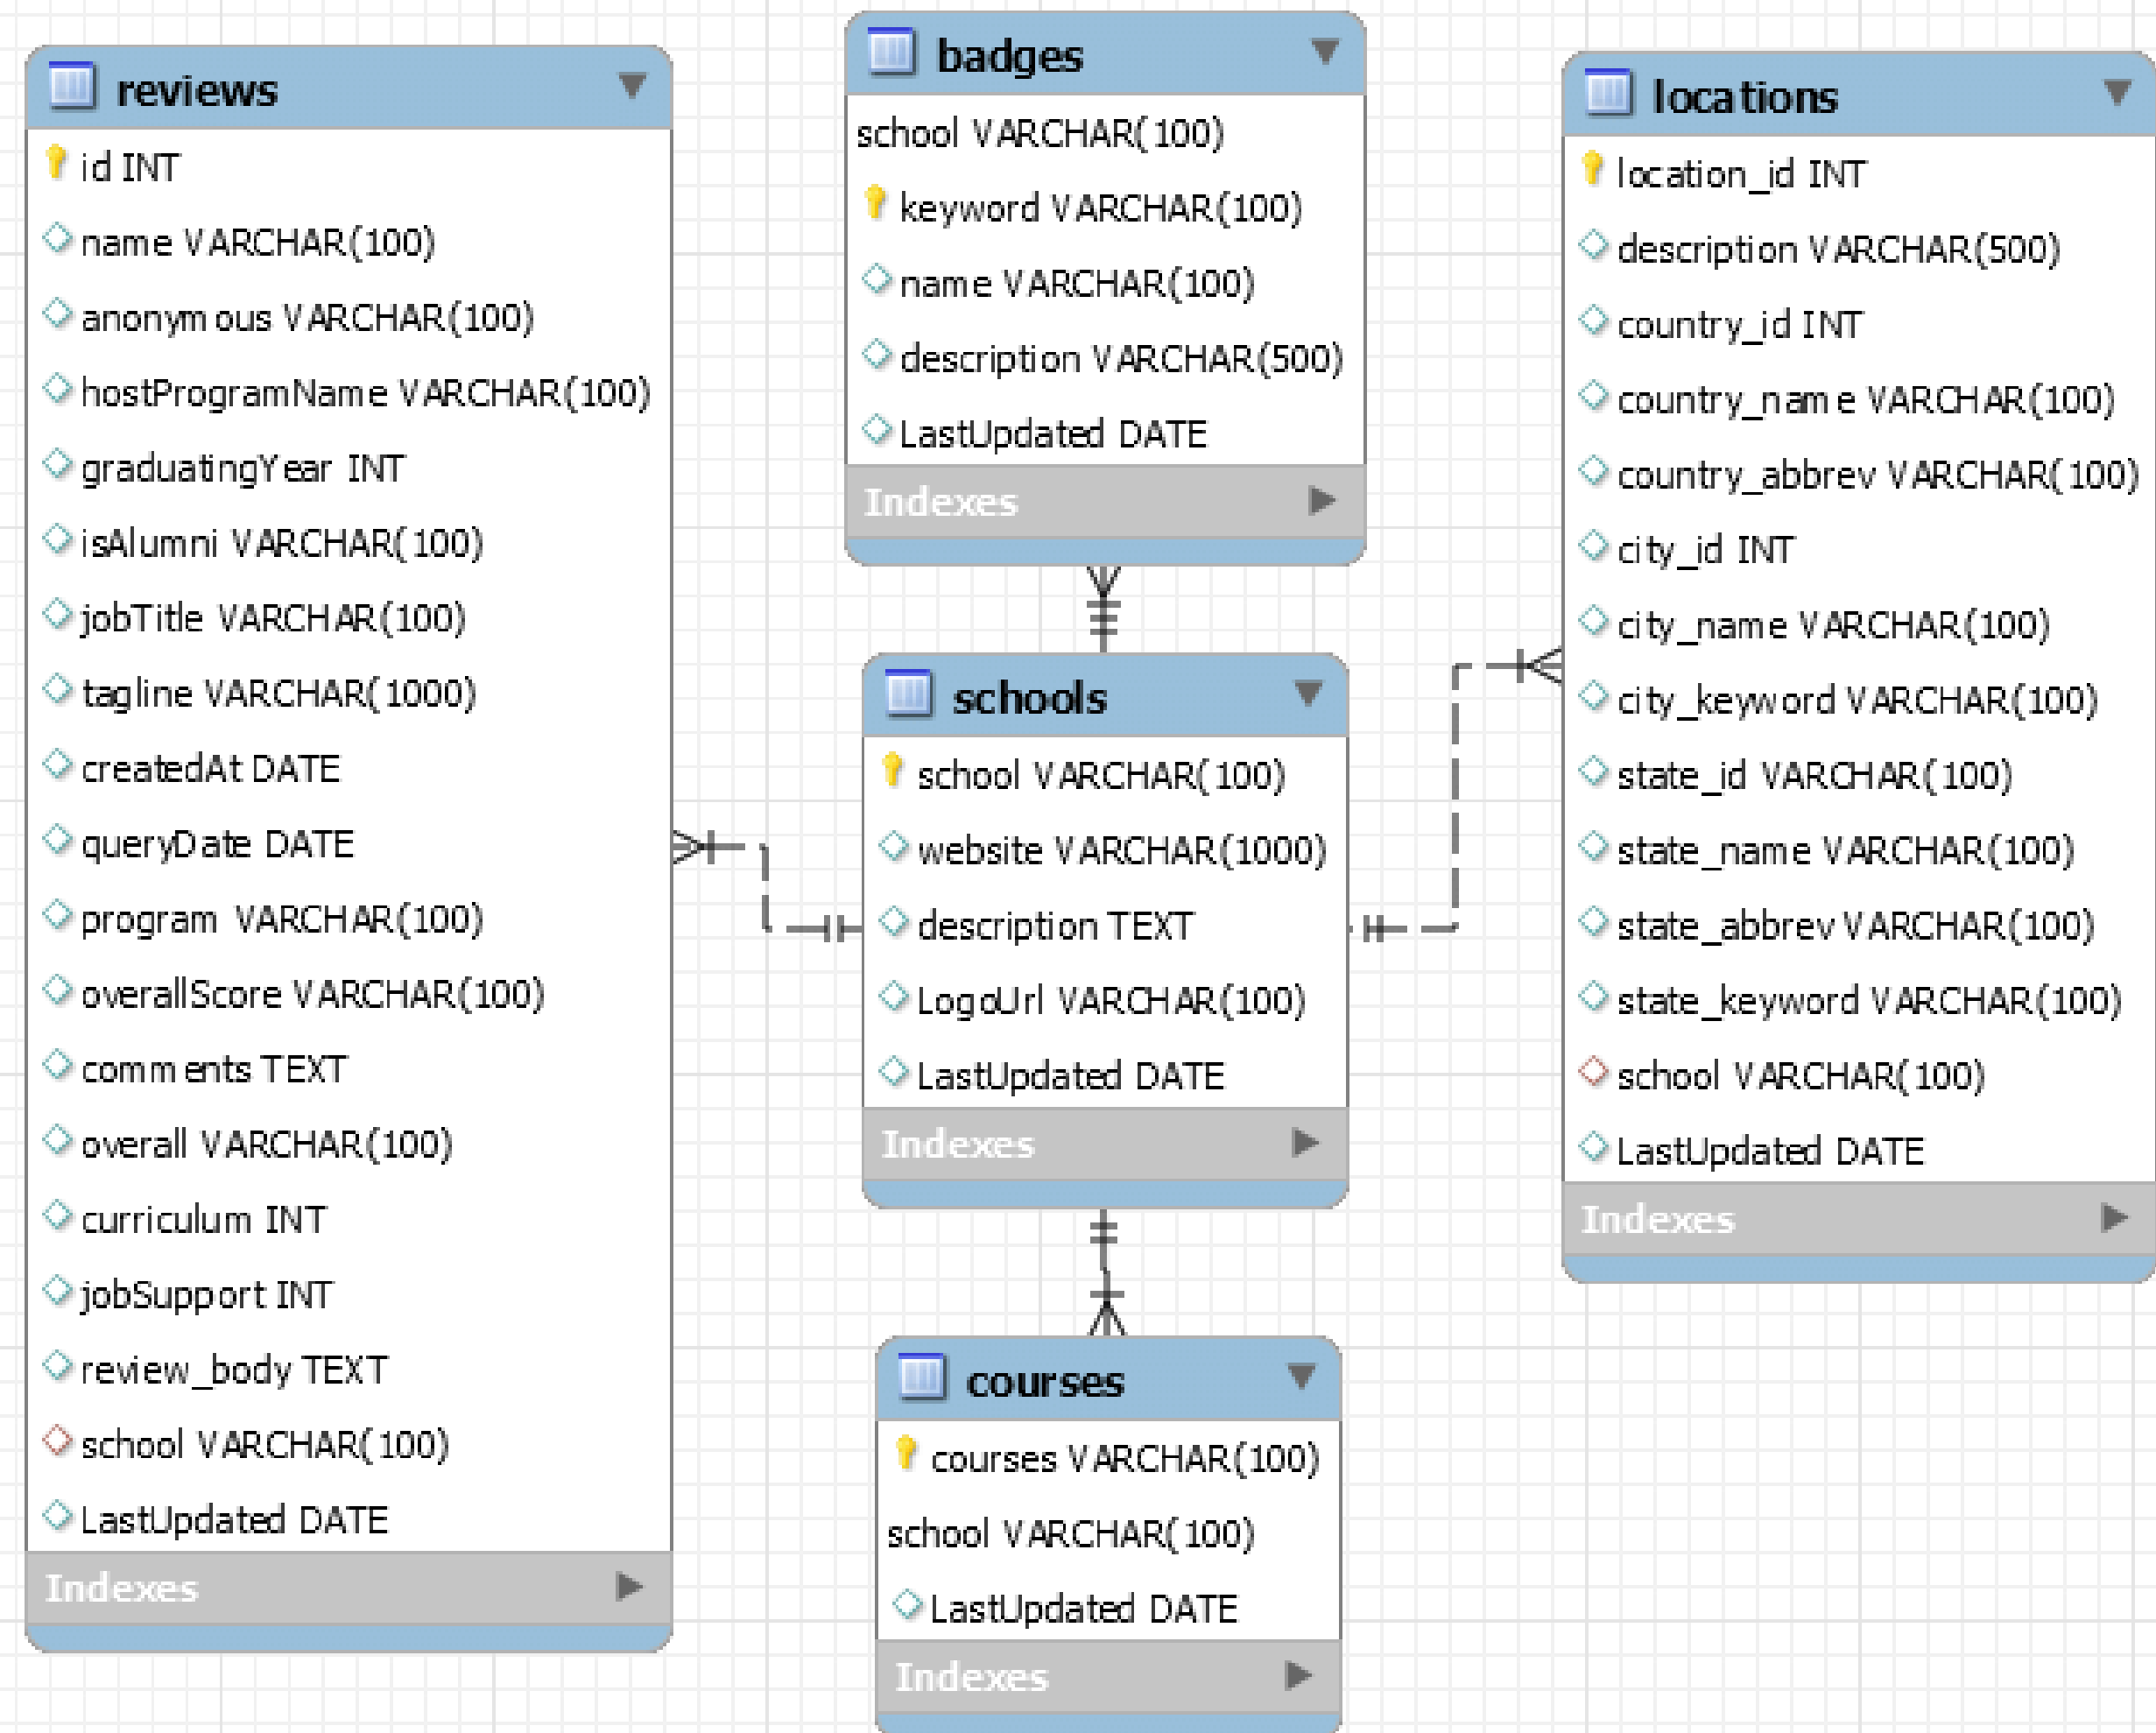 reviews
id INT
name VARCHAR(100)
anonymous VARCHAR(100)
hostProgramName VARCHAR(100)
graduatingYear INT
isAlumni VARCHAR(100)
jobTitle VARCHAR(100)
tagline VARCHAR(1000)
createdAt DATE
queryDate DATE
program VARCHAR(100)
overallScore VARCHAR(100)
comments TEXT
overall VARCHAR(100)
curriculum INT
jobSupport INT
review_body TEXT
school VARCHAR(100)
LastUpdated DATE
Indexes
badges
school VARCHAR(100)
keyword VARCHAR(100)
name VARCHAR(100)
description VARCHAR(500)
LastUpdated DATE
Indexes
schools
school VARCHAR(100)
website VARCHAR(1000)
description TEXT
LogoUrl VARCHAR(100)
LastUpdated DATE
Indexes
courses
courses VARCHAR(100)
school VARCHAR(100)
LastUpdated DATE
Indexes
locations
location_id INT
description VARCHAR(500)
country_id INT
country_name VARCHAR(100)
country_abbrev VARCHAR(100)
city_id INT
city_name VARCHAR(100)
city_keyword VARCHAR(100)
state_id VARCHAR(100)
state_name VARCHAR(100)
state_abbrev VARCHAR(100)
state_keyword VARCHAR(100)
school VARCHAR(100)
LastUpdated DATE
Indexes